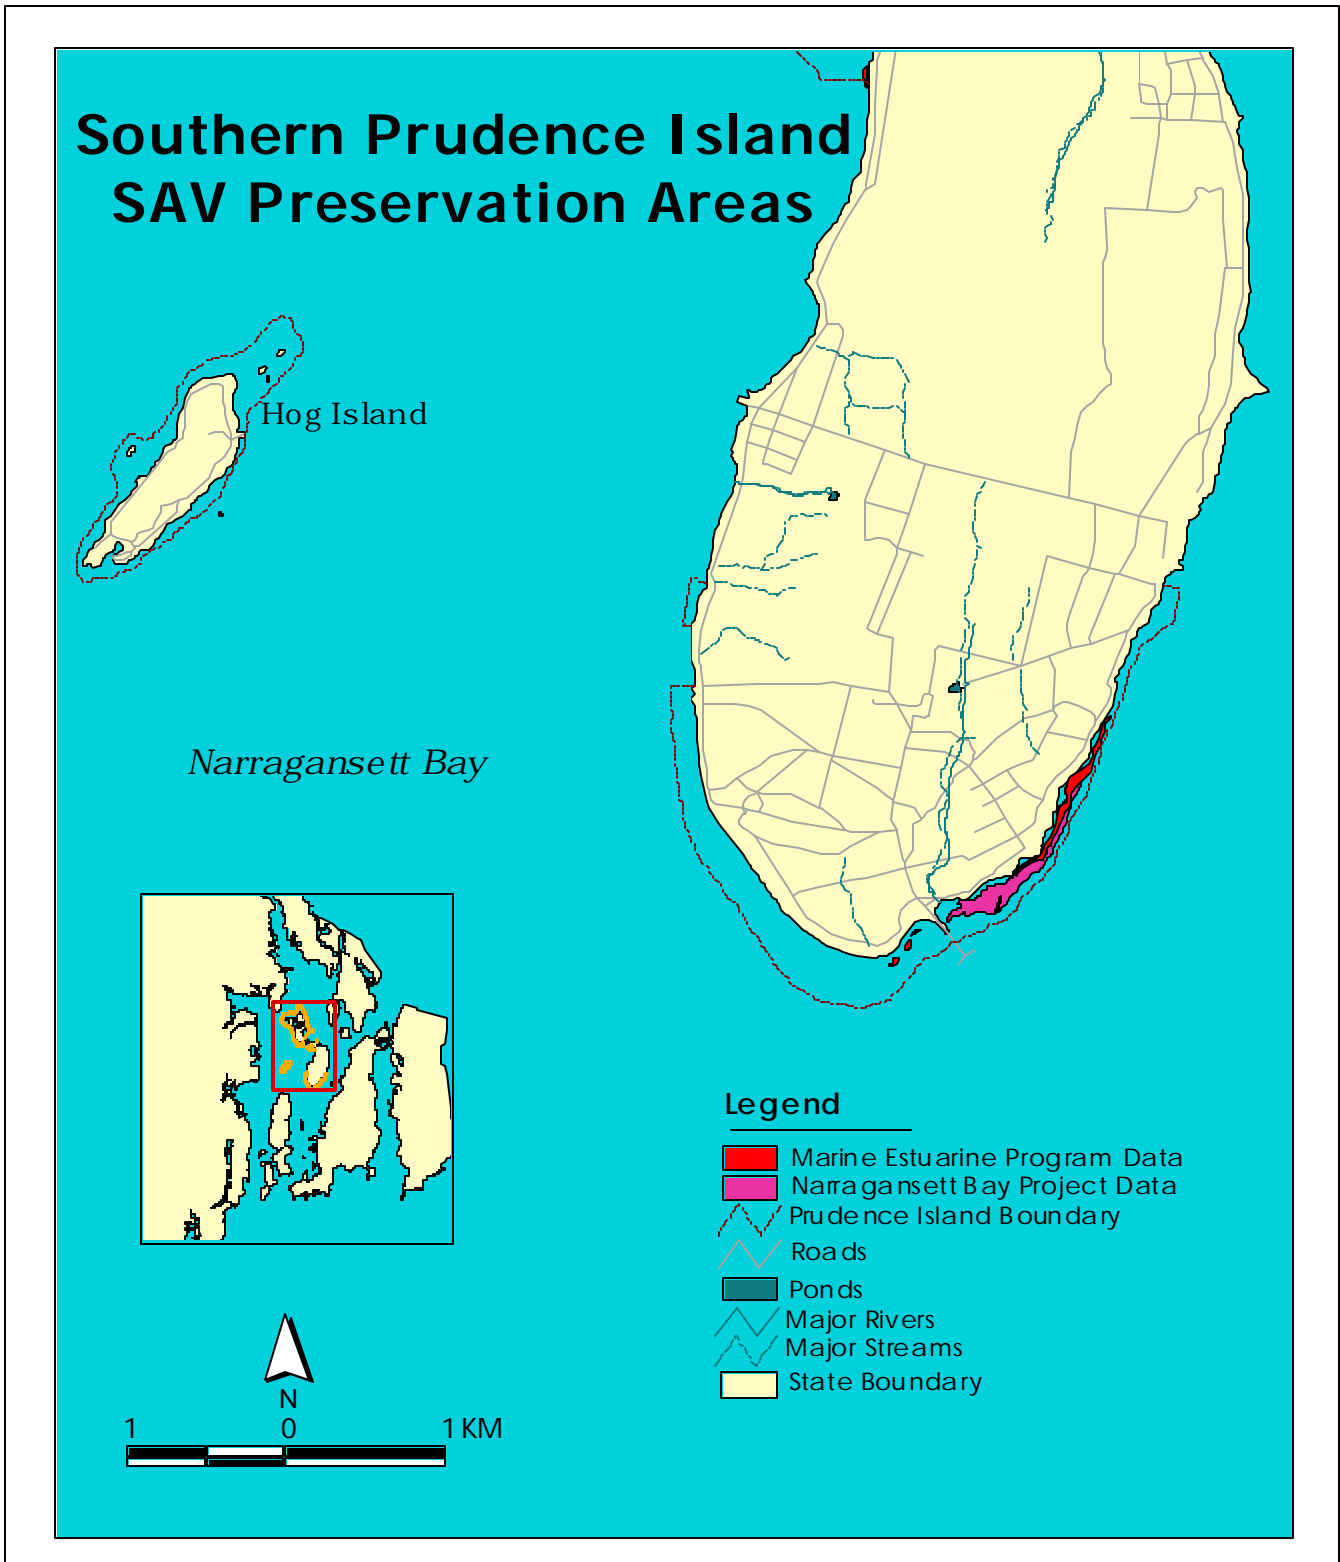 Southern Prudence Island
SAV Preservation Areas
Hog Island
Narragansett Bay
Legend
Marine Estuarine Program Data
Narragansett Bay Project Data
Prudence Island Boundary
Roads
Ponds
Major Rivers
Major Streams
State Boundary
N
1 0 1 KM